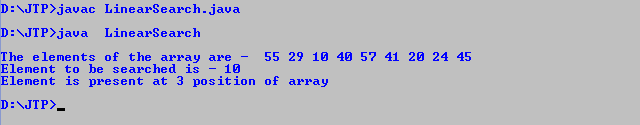 D:\JTP>javac LinearSearch.java
D:\JTP>java  LinearSearch
The elements of the array are -  55 29 10 40 57 41 20 24 45
Element to be searched is - 10
Element is present at 3 position of array
D:\JTP>_